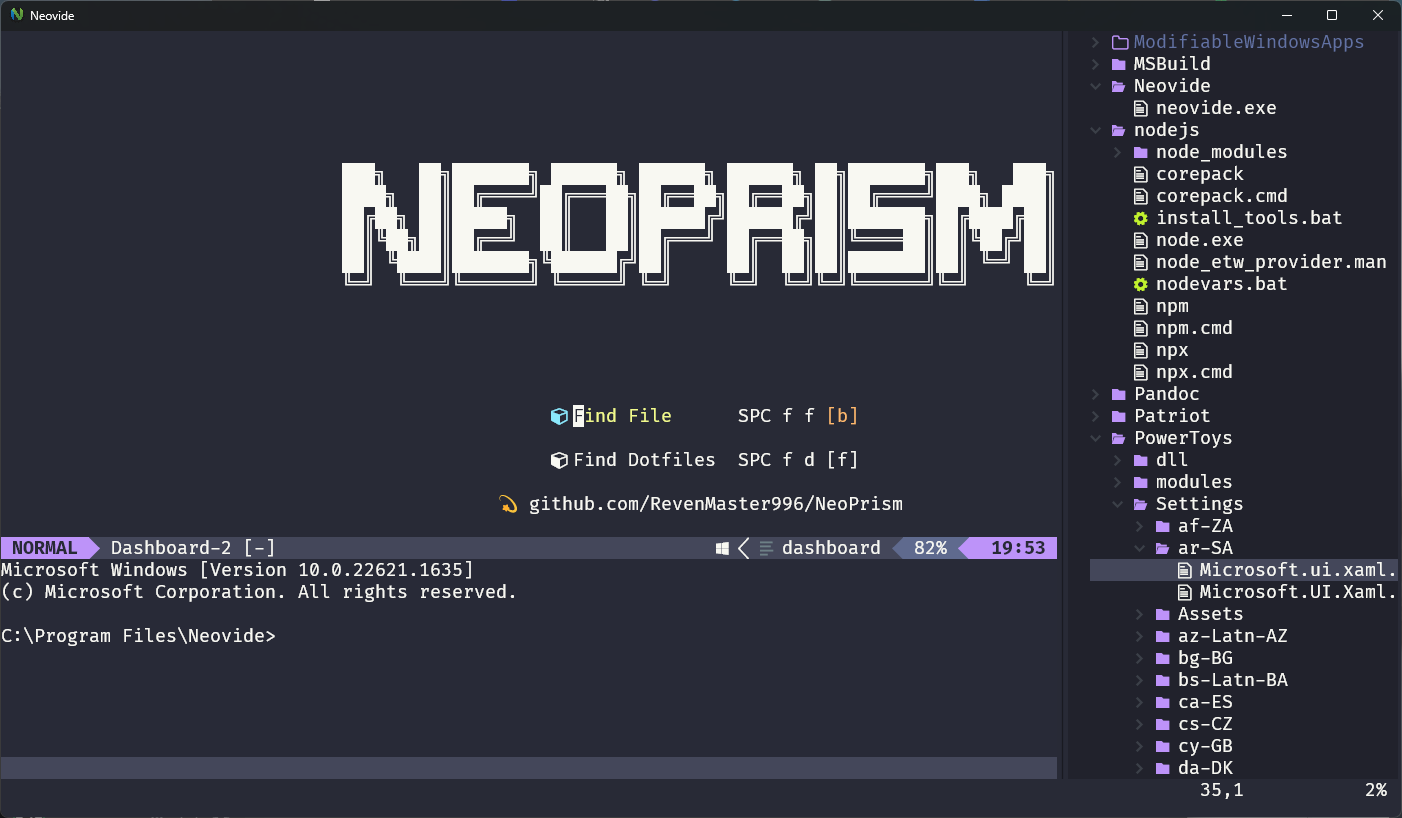 Neovide
NEOPRISM
Find File SPC f f [b]
Find Dotfiles SPC f d [f]
github.com/RevenMaster996/NeoPrism
NORMAL Dashboard-2 [-] dashboard 82% 19:53
Microsoft Windows [Version 10.0.22621.1635]
(c) Microsoft Corporation. All rights reserved.
C:\Program Files\Neovide>
ModifiableWindowsApps
MSBuild
Neovide
neovide.exe
nodejs
node_modules
corepack
corepack.cmd
install_tools.bat
node.exe
node_etw_provider.man
nodevars.bat
npm
npm.cmd
npx
npx.cmd
Pandoc
Patriot
PowerToys
dll
modules
Settings
af-ZA
ar-SA
Microsoft.ui.xaml.
Microsoft.UI.Xaml.
Assets
az-Latn-AZ
bg-BG
bs-Latn-BA
ca-ES
cs-CZ
cy-GB
da-DK
35,1 2%